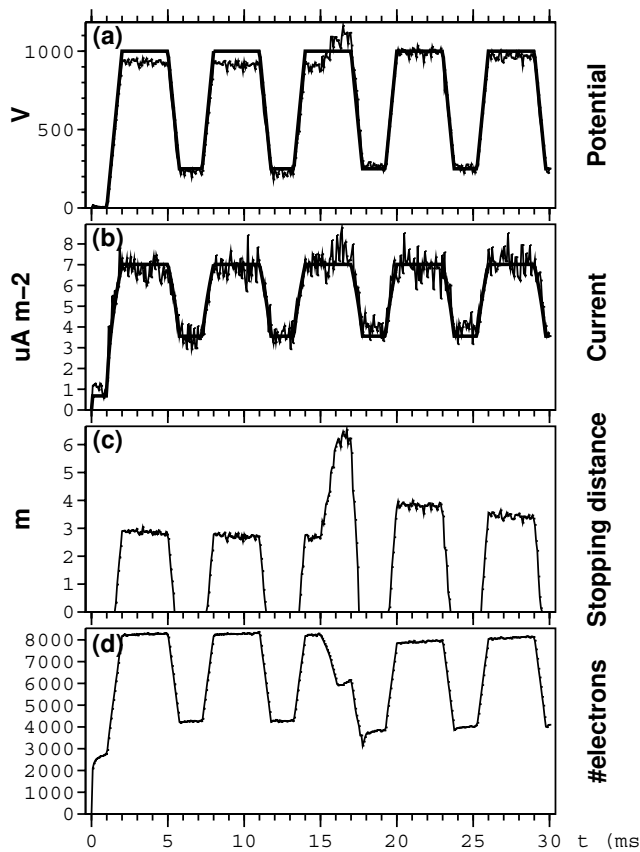 (a)
1000
500
0
V
Potential
(b)
8
7
6
5
4
3
2
1
0
uA m-2
Current
(c)
6
5
4
3
2
1
0
m
Stopping distance
(d)
8000
7000
6000
5000
4000
3000
2000
1000
0
#electrons
0 5 10 15 20 25 30 t (ms